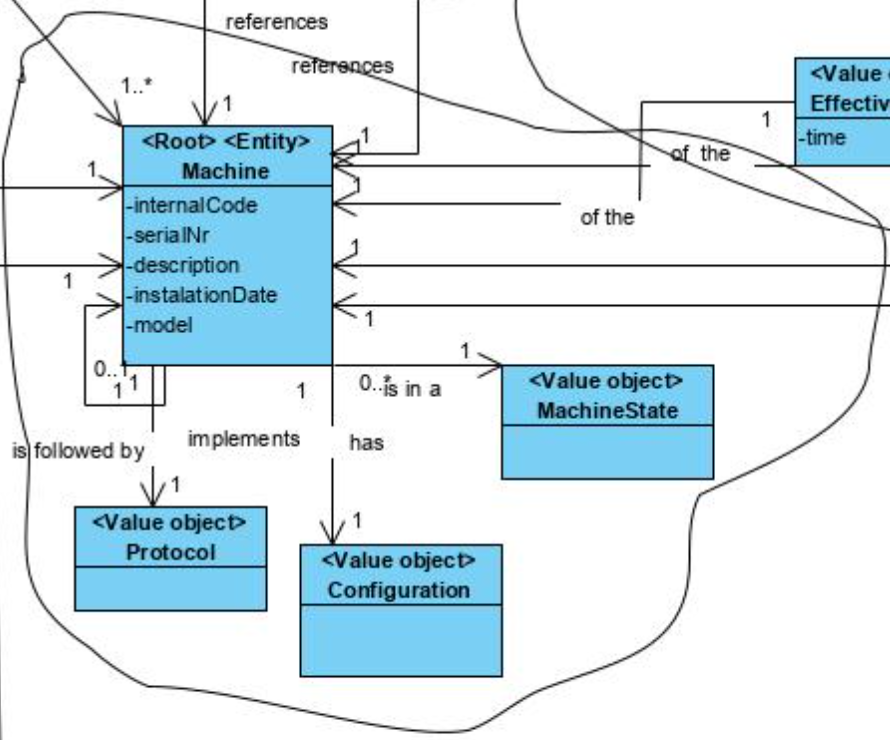 references
references
1..*
1
<Root> <Entity>
Machine
-internalCode
-serialNr
-description
-instalationDate
-model
1
1
1
1
1
1
<Value
Effectiv
-time
1
of the
of the
0..1
1
1
1
0..*
is in a
1
<Value object>
MachineState
is followed by
implements
has
1
<Value object>
Protocol
1
<Value object>
Configuration